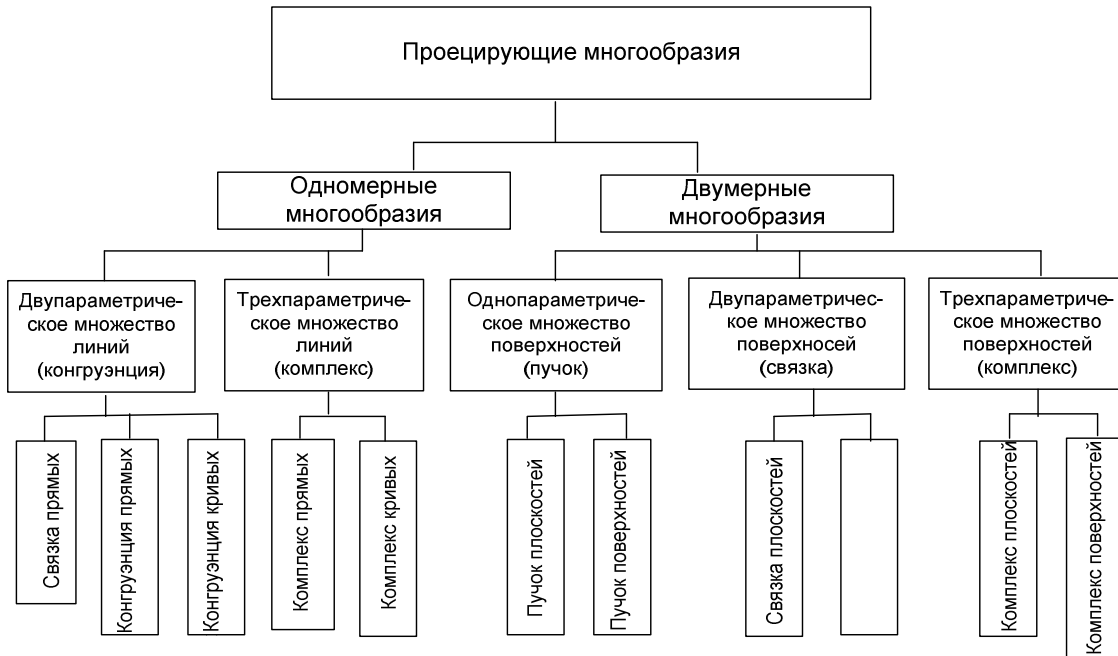 Проецирующие многообразия
Одномерные
многообразия
Двумерные
многообразия
Двупараметриче-
ское множество
линий
(конгруэнция)
Трехпараметриче-
ское множество
линий
(комплекс)
Однопараметриче-
ское множество
поверхностей
(пучок)
Двупараметричес-
кое множество
поверхносей
(связка)
Трехпараметриче-
ское множество
поверхностей
(комплекс)
Связка прямых
Конгруэнция прямых
Конгруэнция кривых
Комплекс прямых
Комплекс кривых
Пучок плоскостей
Пучок поверхностей
Связка плоскостей
Комплекс плоскостей
Комплекс поверхностей